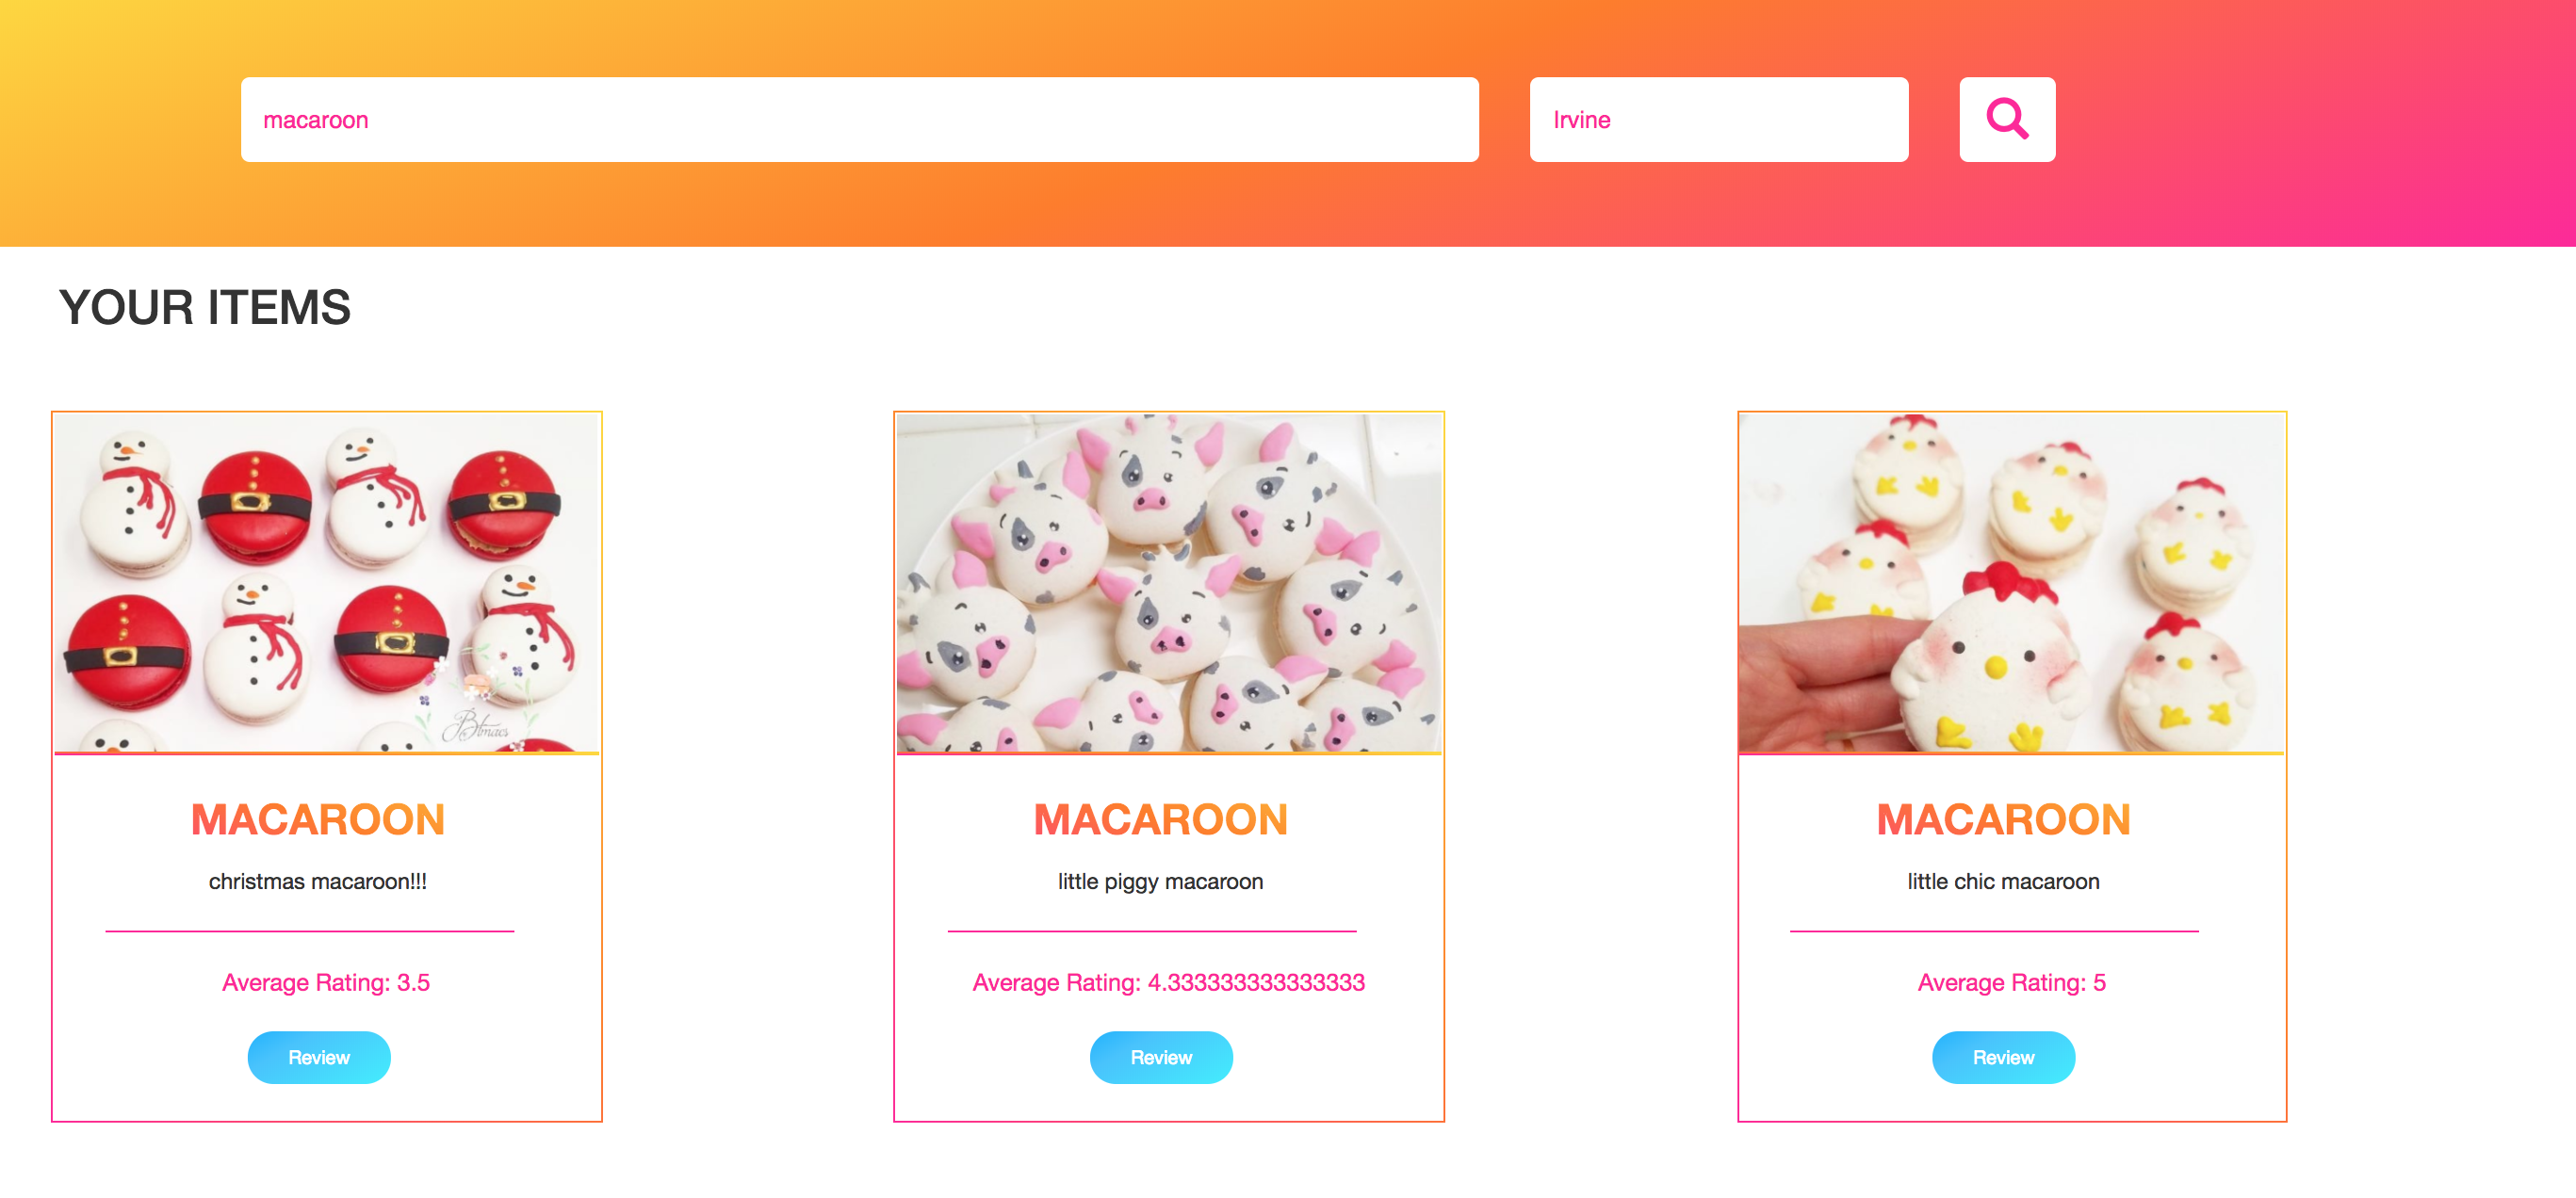 macaroon
Irvine
YOUR ITEMS
Btmacs
MACAROON
christmas macaroon!!!
Average Rating: 3.5
Review
MACAROON
little piggy macaroon
Average Rating: 4.333333333333333
Review
MACAROON
little chic macaroon
Average Rating: 5
Review